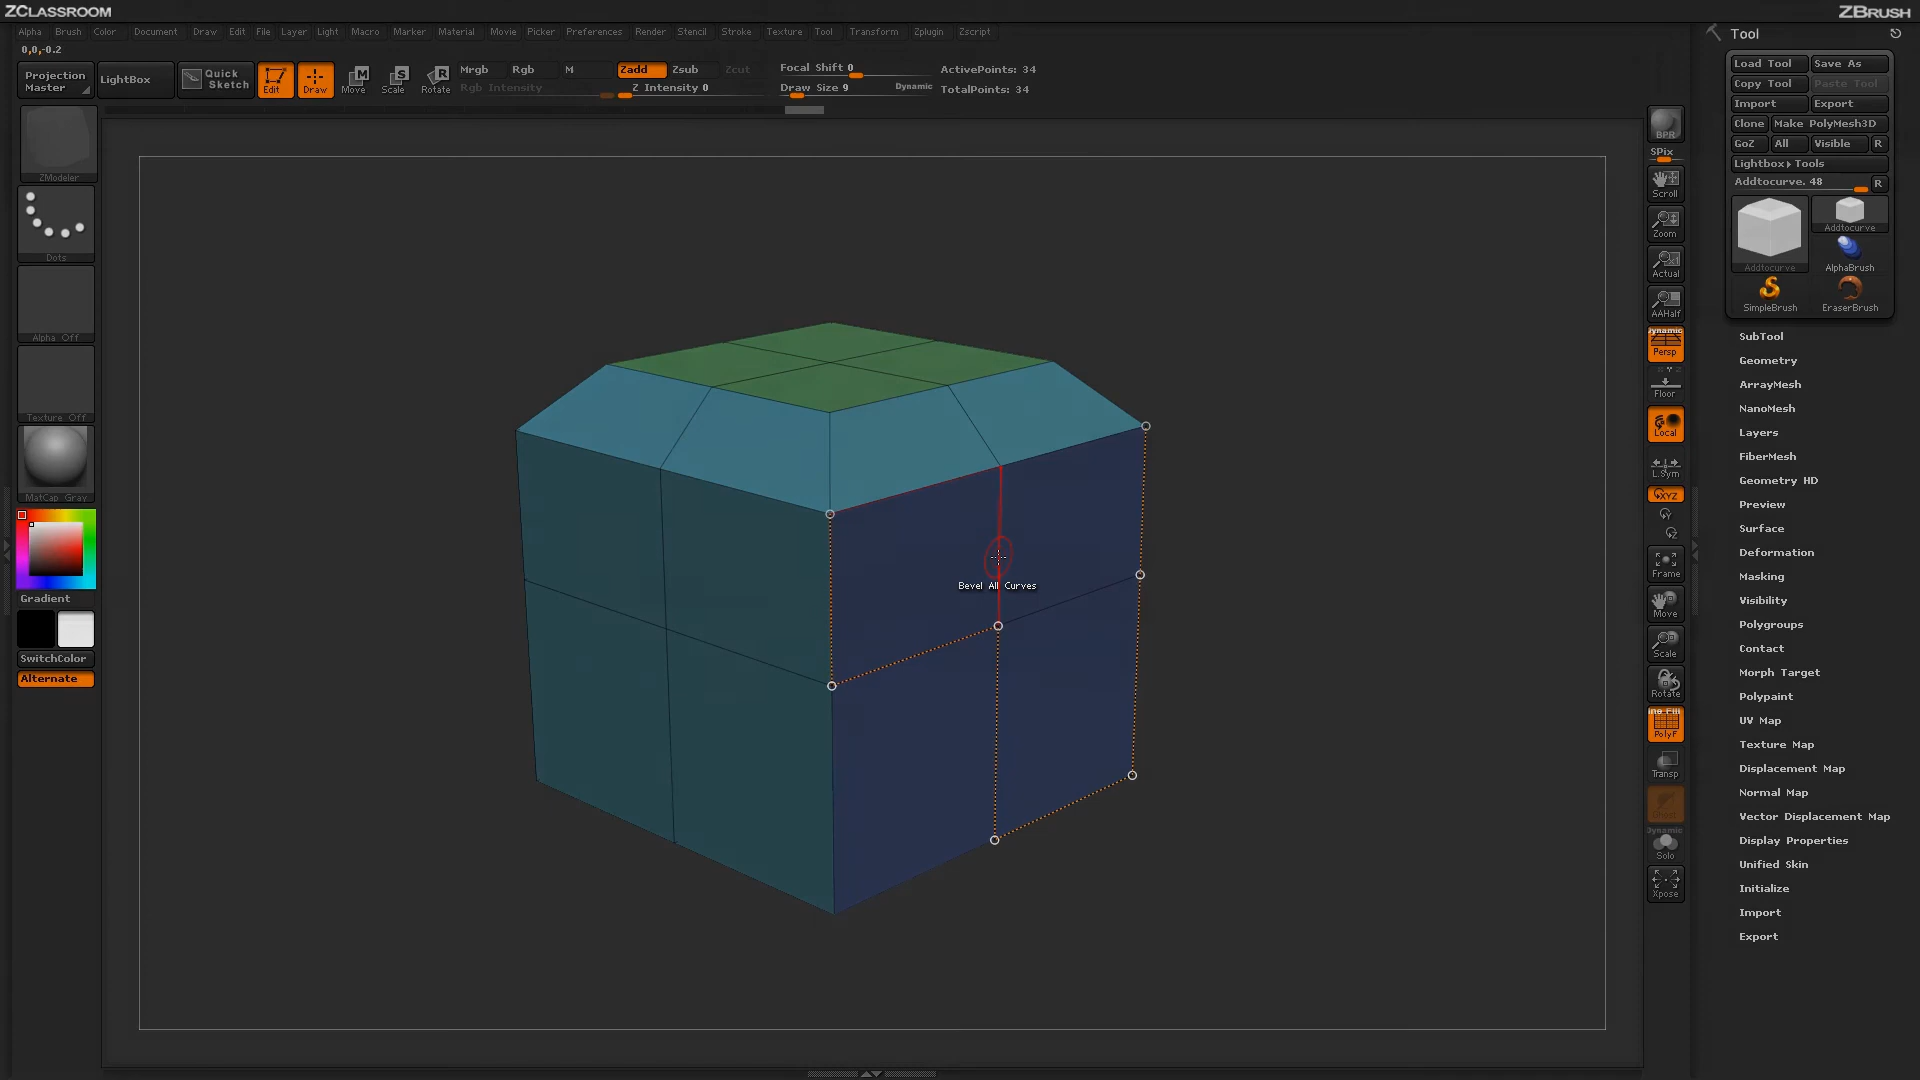 ZCLASSROOM
ZBRUSH
Alpha Brush Color Document Draw Edit File Layer Light Macro Marker Material Movie Picker Preferences Render Stencil Stroke Texture Tool Transform Zplugin Zscript
0,0,-0.2
Projection Master
LightBox
Quick Sketch
Edit
Draw
Move
Scale
Rotate
Mrgb Rgb M
Rgb Intensity
Zadd Zsub Zcut
Z Intensity 0
Focal Shift 0
Draw Size 9
Dynamic
ActivePoints: 34
TotalPoints: 34
ZModeler
Dots
Alpha Off
Texture Off
MatCap Gray
Gradient
SwitchColor
Alternate
Bevel All Curves
BPR
SPix
Scroll
Zoom
Actual
AAHalf
Dynamic
Persp
Floor
Local
L.Sym
XYZ
Frame
Move
Scale
Rotate
PolyF
Transp
Dynamic
Solo
Xpose
Tool
Load Tool Save As
Copy Tool Paste Tool
Import Export
Clone Make PolyMesh3D
GoZ All Visible R
Lightbox▸Tools
Addtocurve. 48 R
Addtocurve
Addtocurve
AlphaBrush
SimpleBrush
EraserBrush
SubTool
Geometry
ArrayMesh
NanoMesh
Layers
FiberMesh
Geometry HD
Preview
Surface
Deformation
Masking
Visibility
Polygroups
Contact
Morph Target
Polypaint
UV Map
Texture Map
Displacement Map
Normal Map
Vector Displacement Map
Display Properties
Unified Skin
Initialize
Import
Export